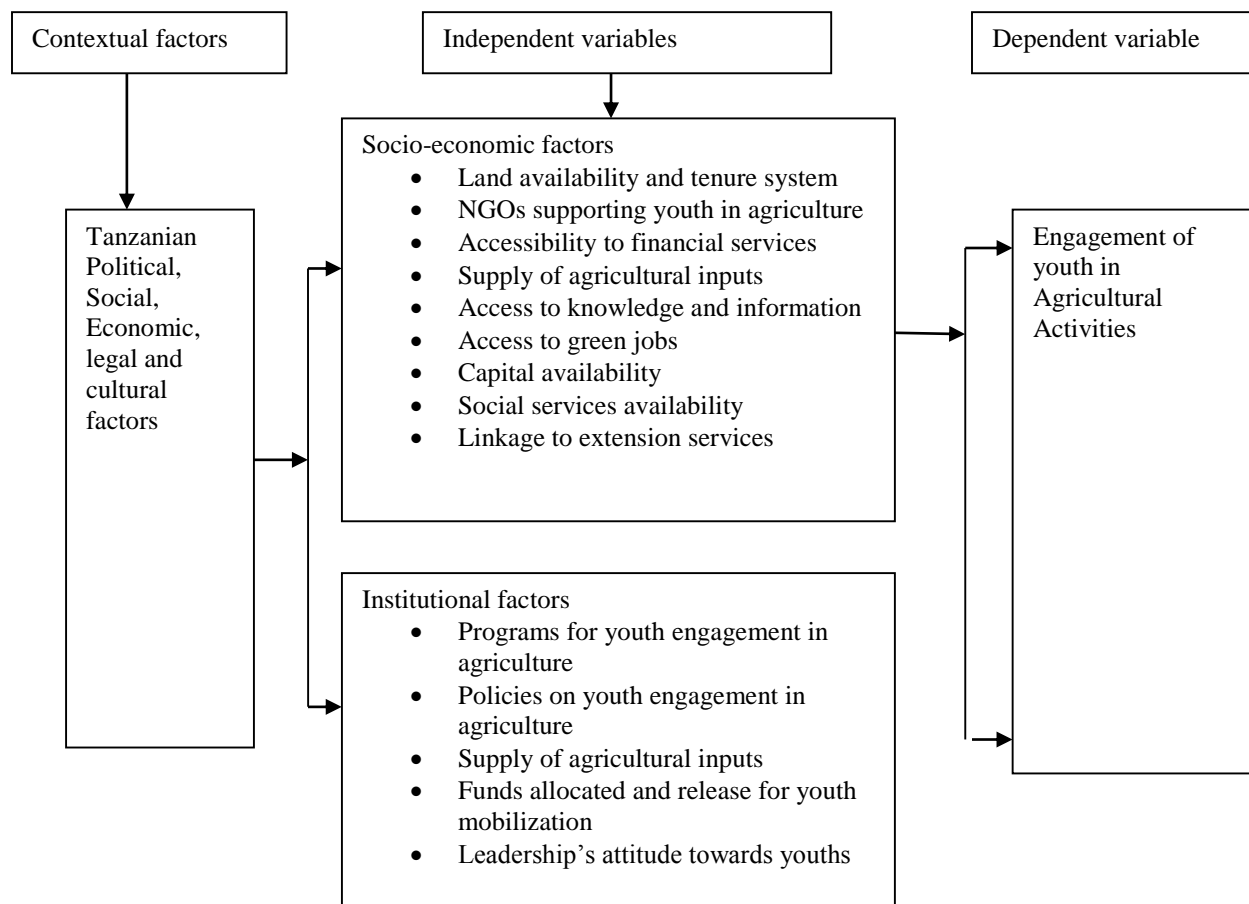 Contextual factors
Independent variables
Dependent variable
Socio-economic factors
• Land availability and tenure system
• NGOs supporting youth in agriculture
• Accessibility to financial services
• Supply of agricultural inputs
• Access to knowledge and information
• Access to green jobs
• Capital availability
• Social services availability
• Linkage to extension services
Tanzanian
Political,
Social,
Economic,
legal and
cultural
factors
Engagement of
youth in
Agricultural
Activities
Institutional factors
• Programs for youth engagement in
agriculture
• Policies on youth engagement in
agriculture
• Supply of agricultural inputs
• Funds allocated and release for youth
mobilization
• Leadership’s attitude towards youths